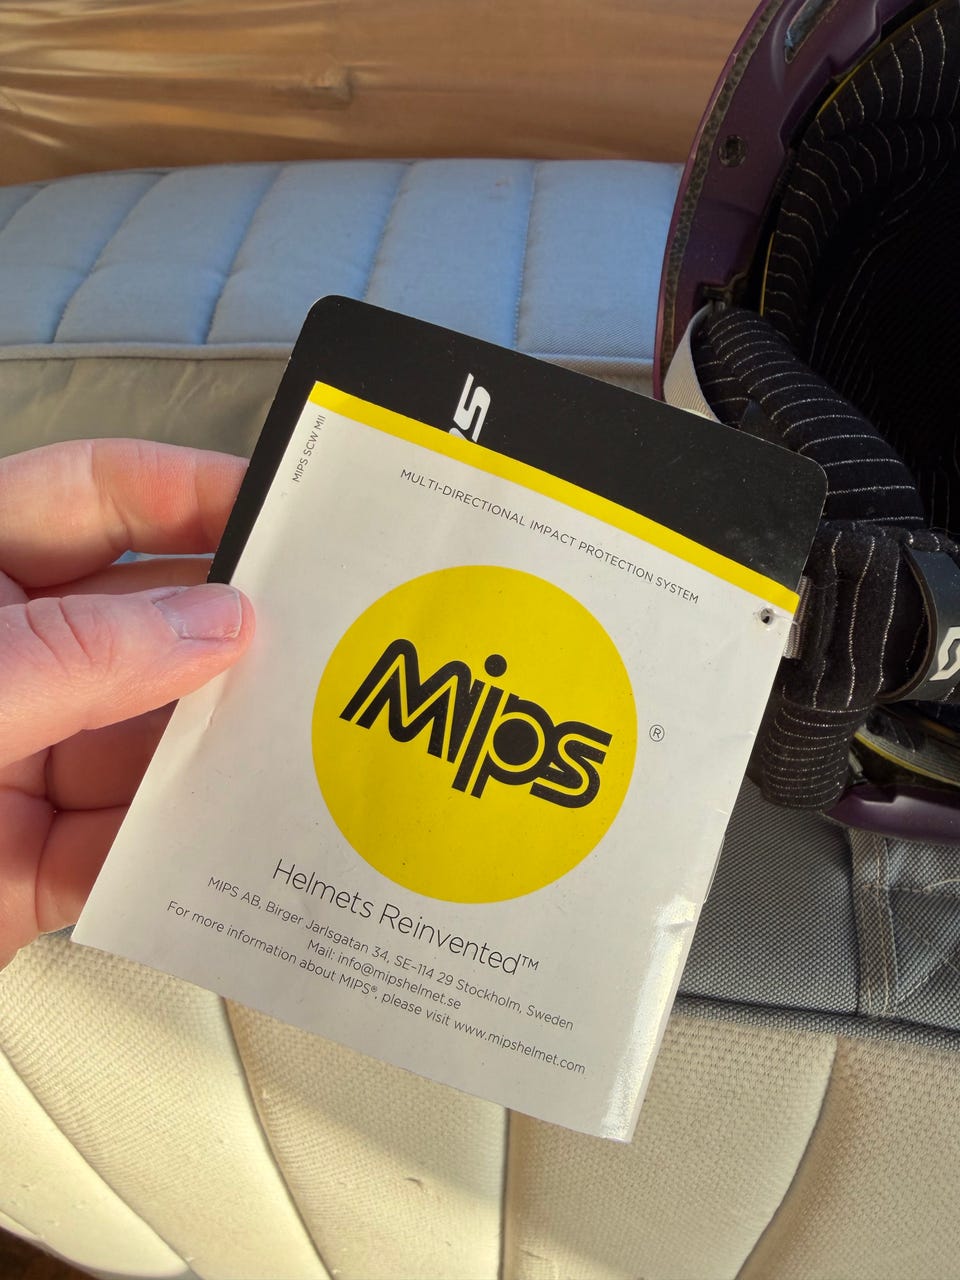 MIPS SCW MII
MULTI-DIRECTIONAL IMPACT PROTECTION SYSTEM
Mips
®
Helmets Reinvented™
MIPS AB, Birger Jarlsgatan 34, SE-114 29 Stockholm, Sweden
Mail: info@mipshelmet.se
For more information about MIPS®, please visit www.mipshelmet.com